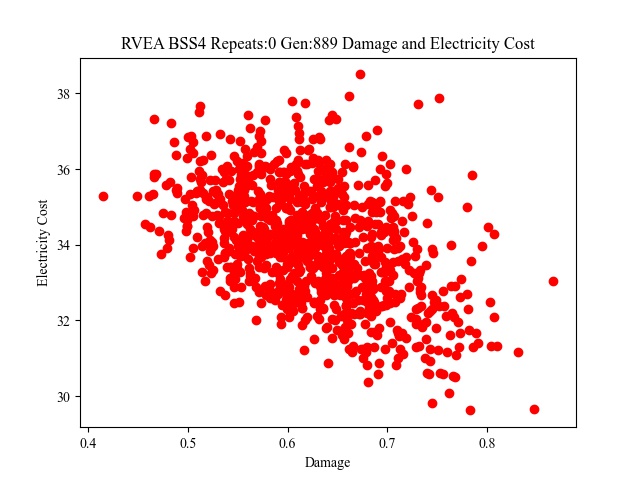 RVEA BSS4 Repeats:0 Gen:889 Damage and Electricity Cost
38
36
34
32
30
Electricity Cost
0.4 0.5 0.6 0.7 0.8
Damage